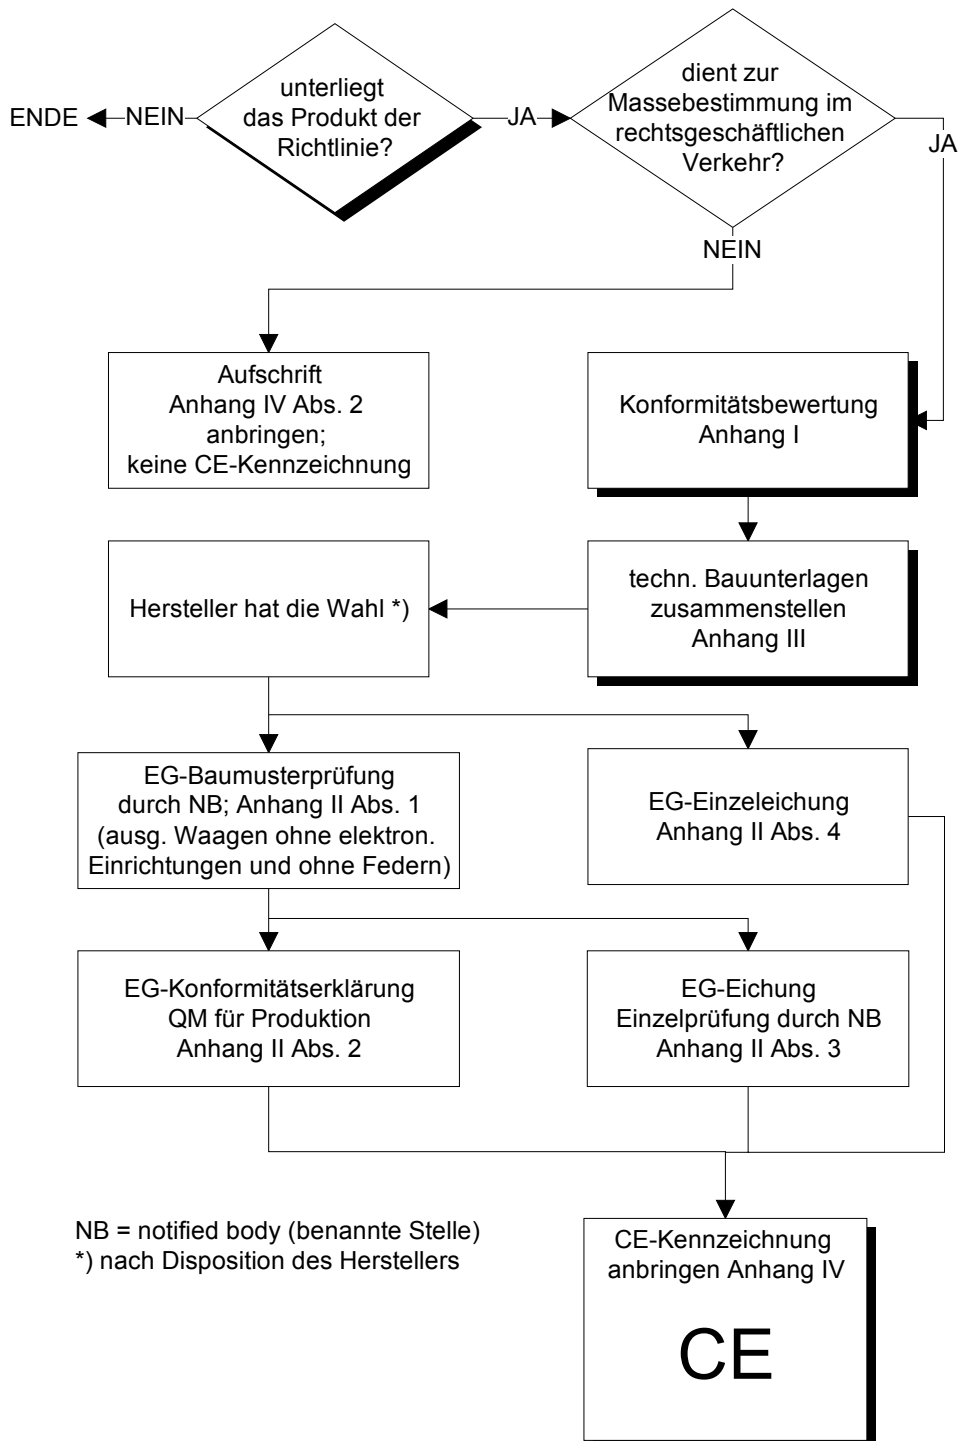 unterliegt
das Produkt der
Richtlinie?
ENDE
NEIN
JA
dient zur
Massebestimmung im
rechtsgeschäftlichen
Verkehr?
JA
NEIN
Aufschrift
Anhang IV Abs. 2
anbringen;
keine CE-Kennzeichnung
Konformitätsbewertung
Anhang I
Hersteller hat die Wahl *)
techn. Bauunterlagen
zusammenstellen
Anhang III
EG-Baumusterprüfung
durch NB; Anhang II Abs. 1
(ausg. Waagen ohne elektron.
Einrichtungen und ohne Federn)
EG-Einzeleichung
Anhang II Abs. 4
EG-Konformitätserklärung
QM für Produktion
Anhang II Abs. 2
EG-Eichung
Einzelprüfung durch NB
Anhang II Abs. 3
NB = notified body (benannte Stelle)
*) nach Disposition des Herstellers
CE-Kennzeichnung
anbringen Anhang IV
CE